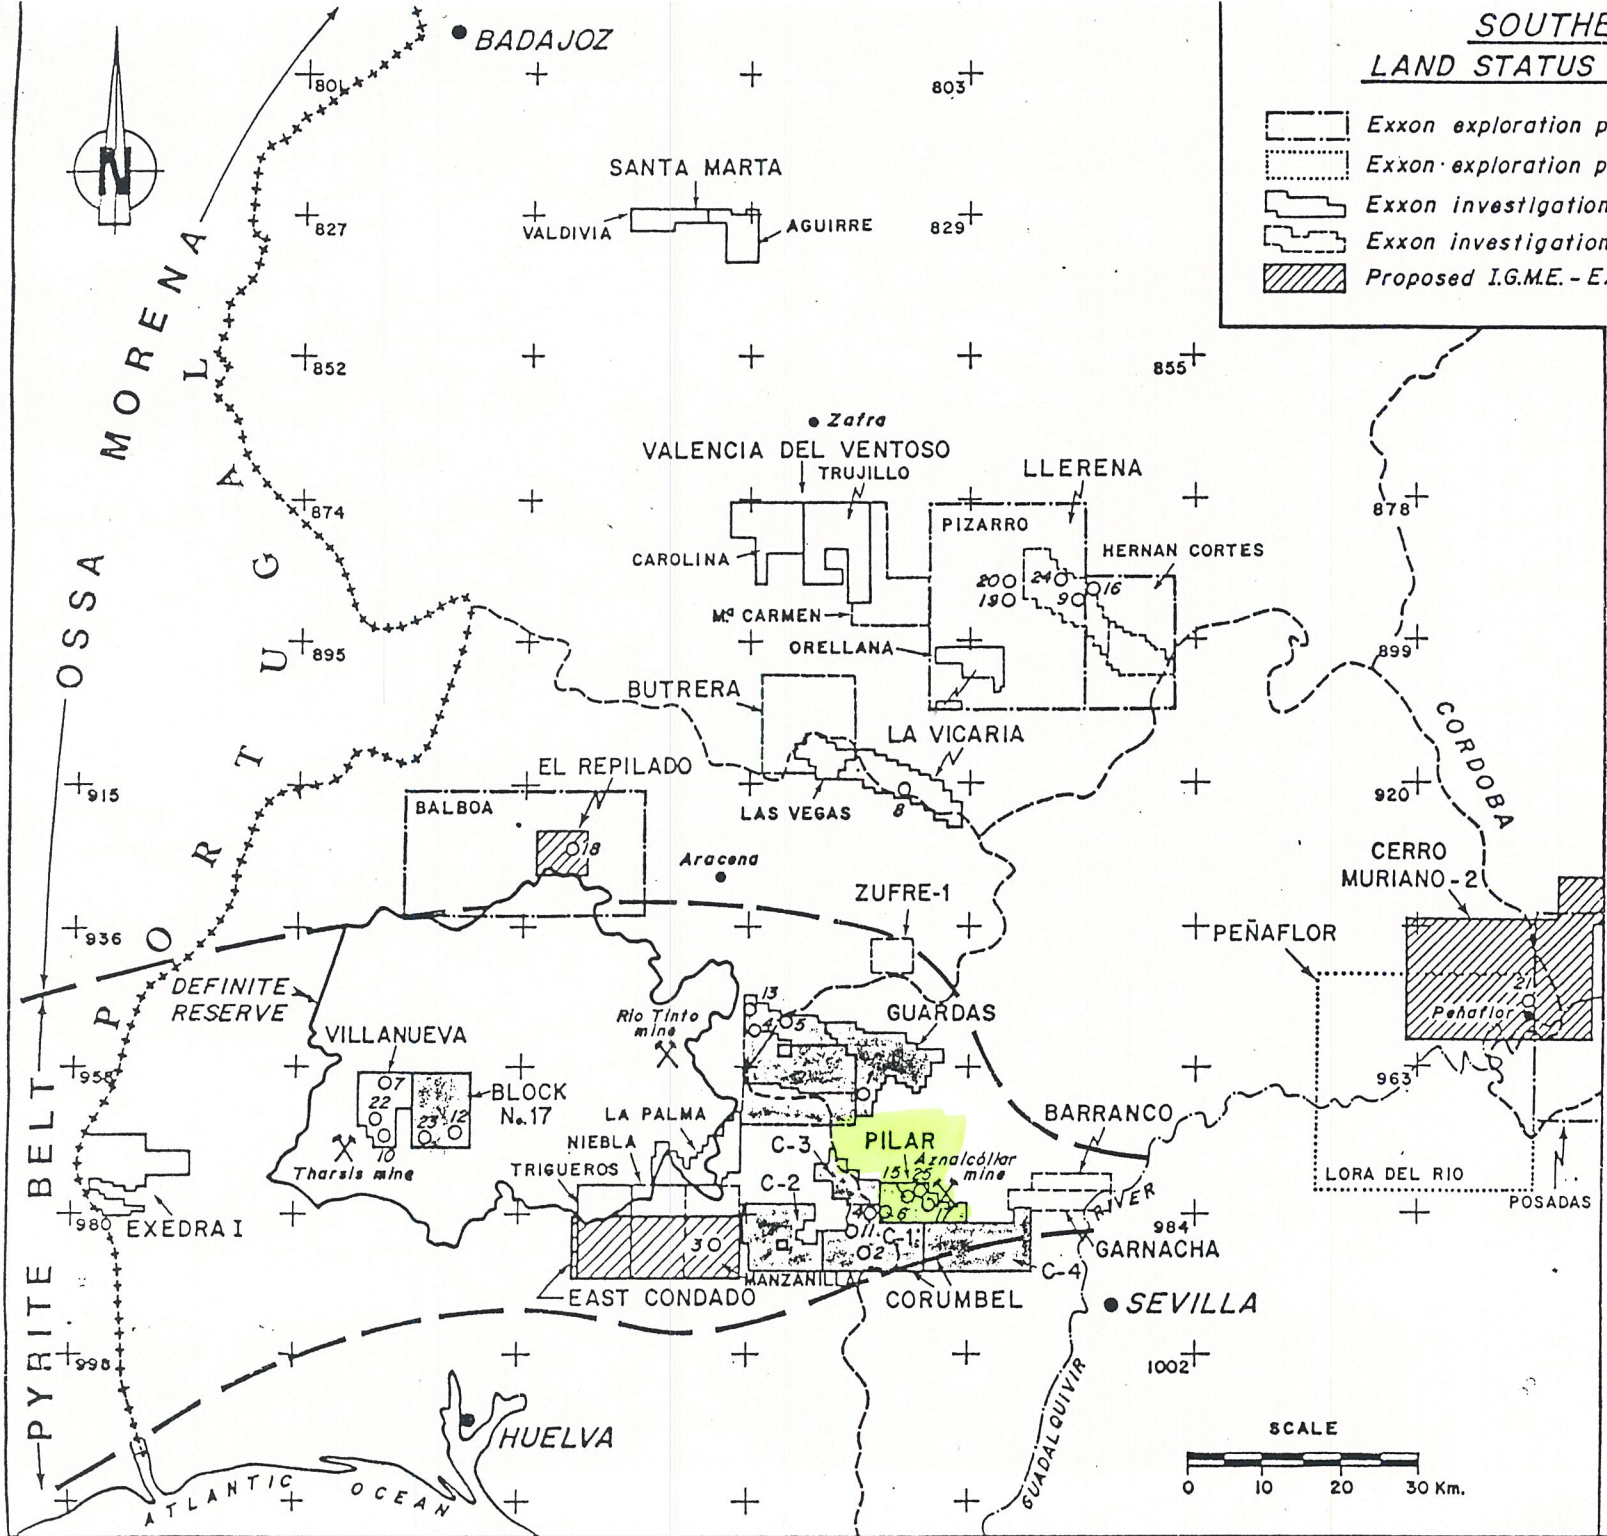 SOUTHE
LAND STATUS
Exxon exploration p
Exxon exploration p
Exxon investigation
Exxon investigation
Proposed I.G.M.E. - E.
BADAJOZ
801
803
N
SANTA MARTA
VALDIVIA
AGUIRRE
827
829
852
855
OSSA MORENA
PORTUGAL
Zafra
VALENCIA DEL VENTOSO
TRUJILLO
LLERENA
874
878
PIZARRO
CAROLINA
HERNAN CORTES
20
24
16
19
9
Mª CARMEN
ORELLANA
895
899
BUTRERA
LA VICARIA
CORDOBA
EL REPILADO
915
920
BALBOA
LAS VEGAS
8
18
Aracena
CERRO
MURIANO-2
ZUFRE-1
936
PEÑAFLOR
DEFINITE
RESERVE
13
21
Rio Tinto
mine
4
5
GUARDAS
Peñaflor
VILLANUEVA
958
963
7
BLOCK
No.17
22
23
12
10
LA PALMA
BARRANCO
C-3
PILAR
NIEBLA
Tharsis mine
TRIGUEROS
Aznalcóllar
mine
15
25
LORA DEL RIO
C-2
POSADAS
RIVER
980
984
EXEDRA I
14
6
17
11
C-1
3
2
GARNACHA
MANZANILLA
C-4
EAST CONDADO
CORUMBEL
SEVILLA
PYRITE BELT
998
1002
GUADALQUIVIR
HUELVA
SCALE
0 10 20 30 Km.
ATLANTIC OCEAN